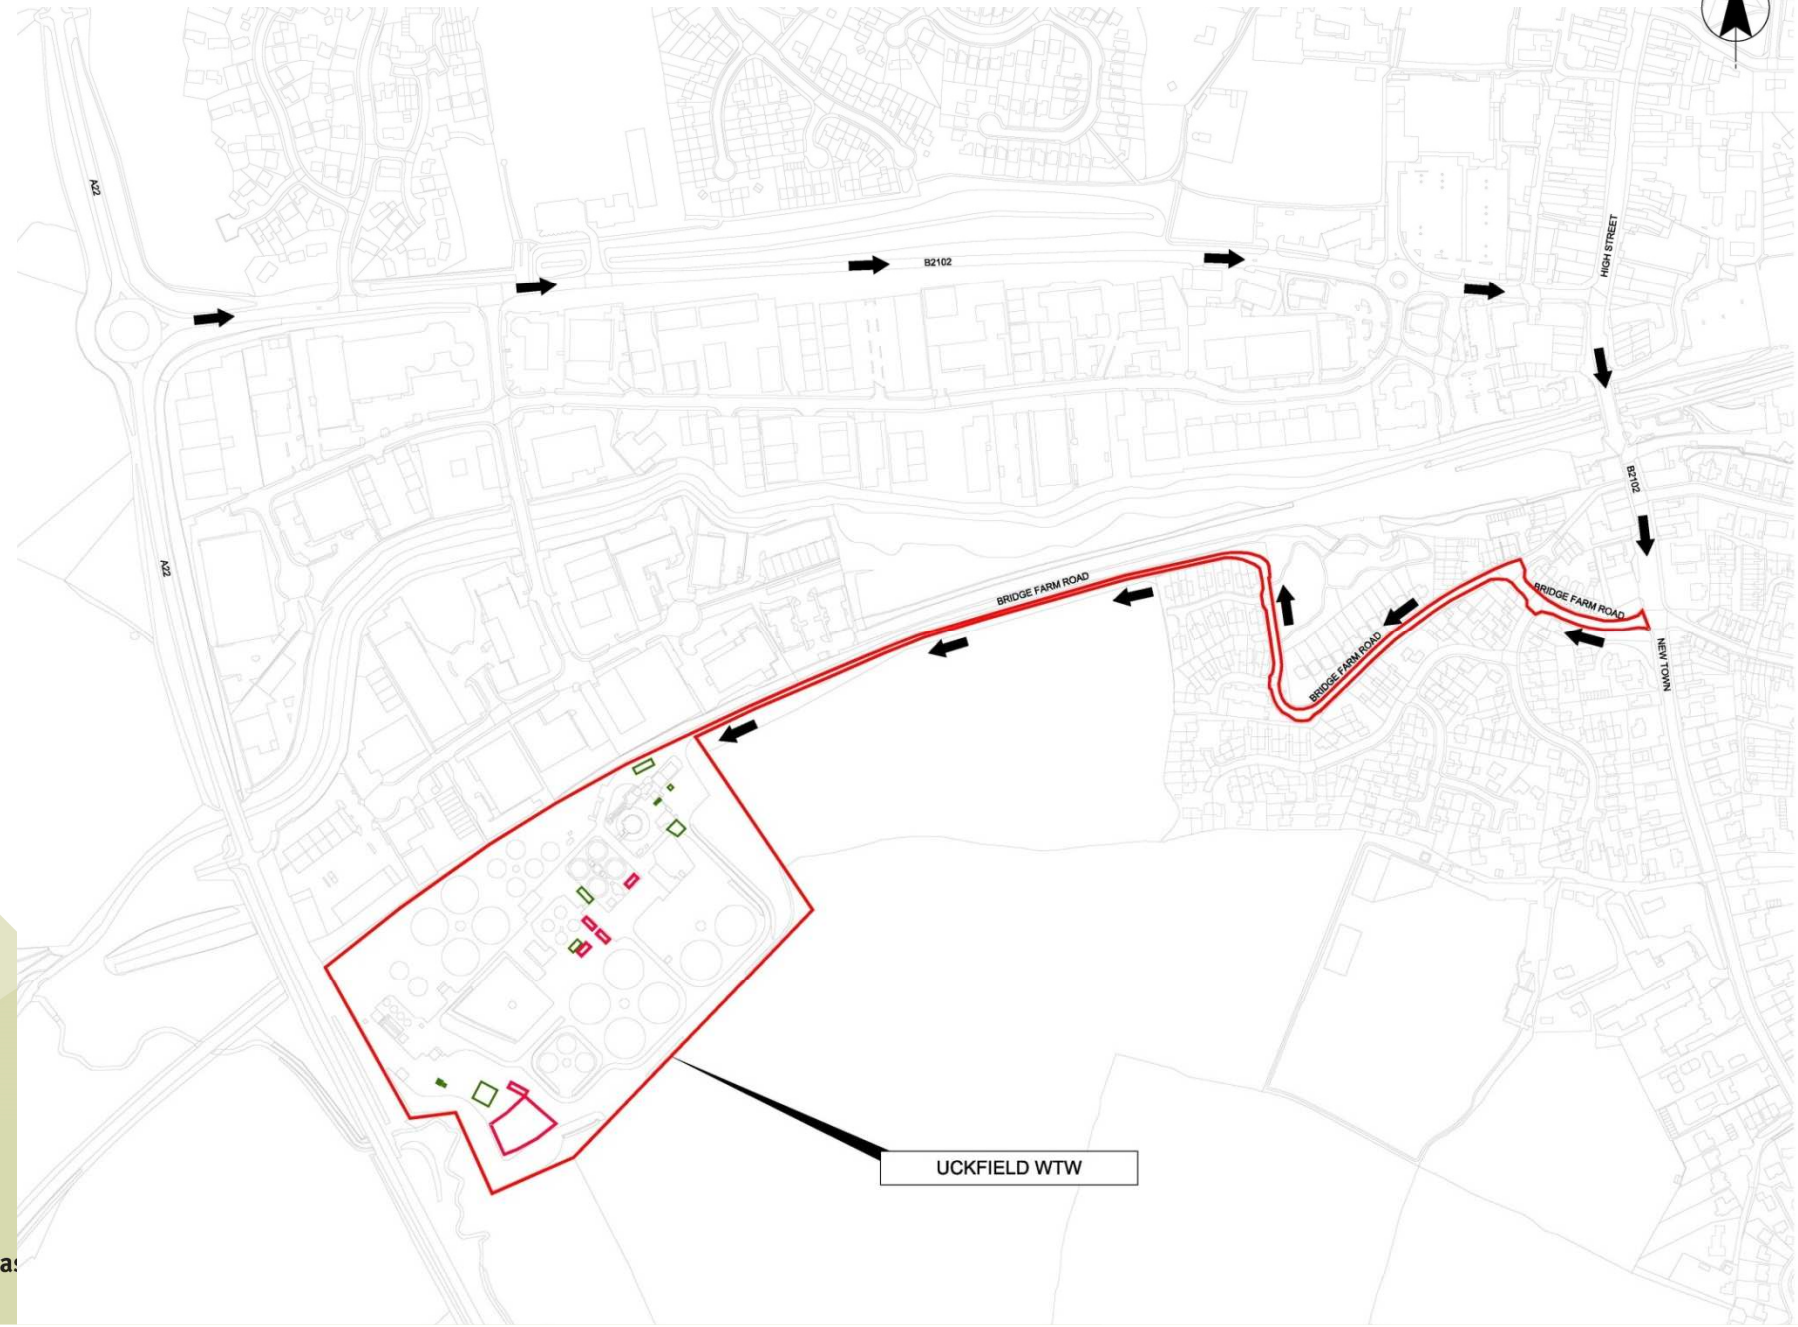 A22
HIGH STREET
B2102
B2102
A22
BRIDGE FARM ROAD
BRIDGE FARM ROAD
BRIDGE FARM ROAD
NEW TOWN
UCKFIELD WTW